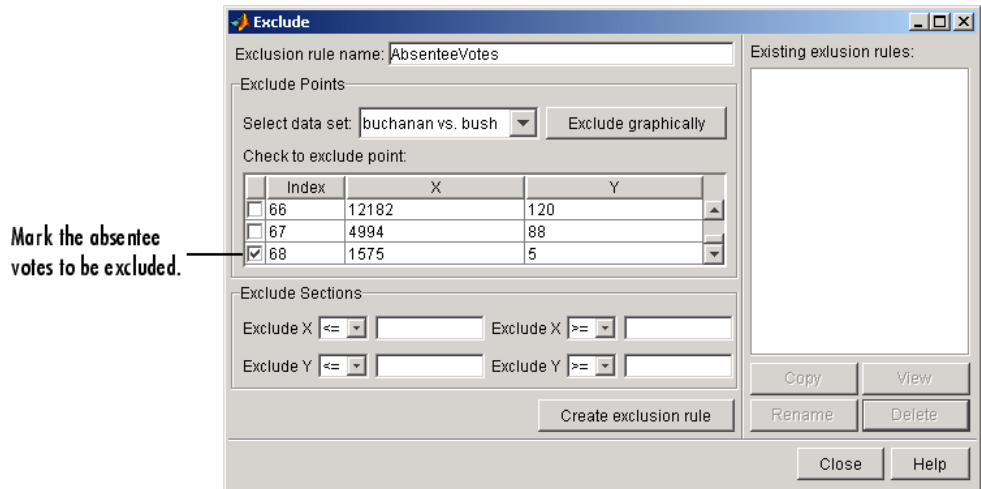 Exclude
Exclusion rule name: AbsenteeVotes
Exclude Points
Select data set: buchanan vs. bush Exclude graphically
Check to exclude point:
Index X Y
66 12182 120
67 4994 88
68 1575 5
Mark the absentee
votes to be excluded.
Exclude Sections
Exclude X <= Exclude X >=
Exclude Y <= Exclude Y >=
Create exclusion rule
Existing exlusion rules:
Copy View
Rename Delete
Close Help